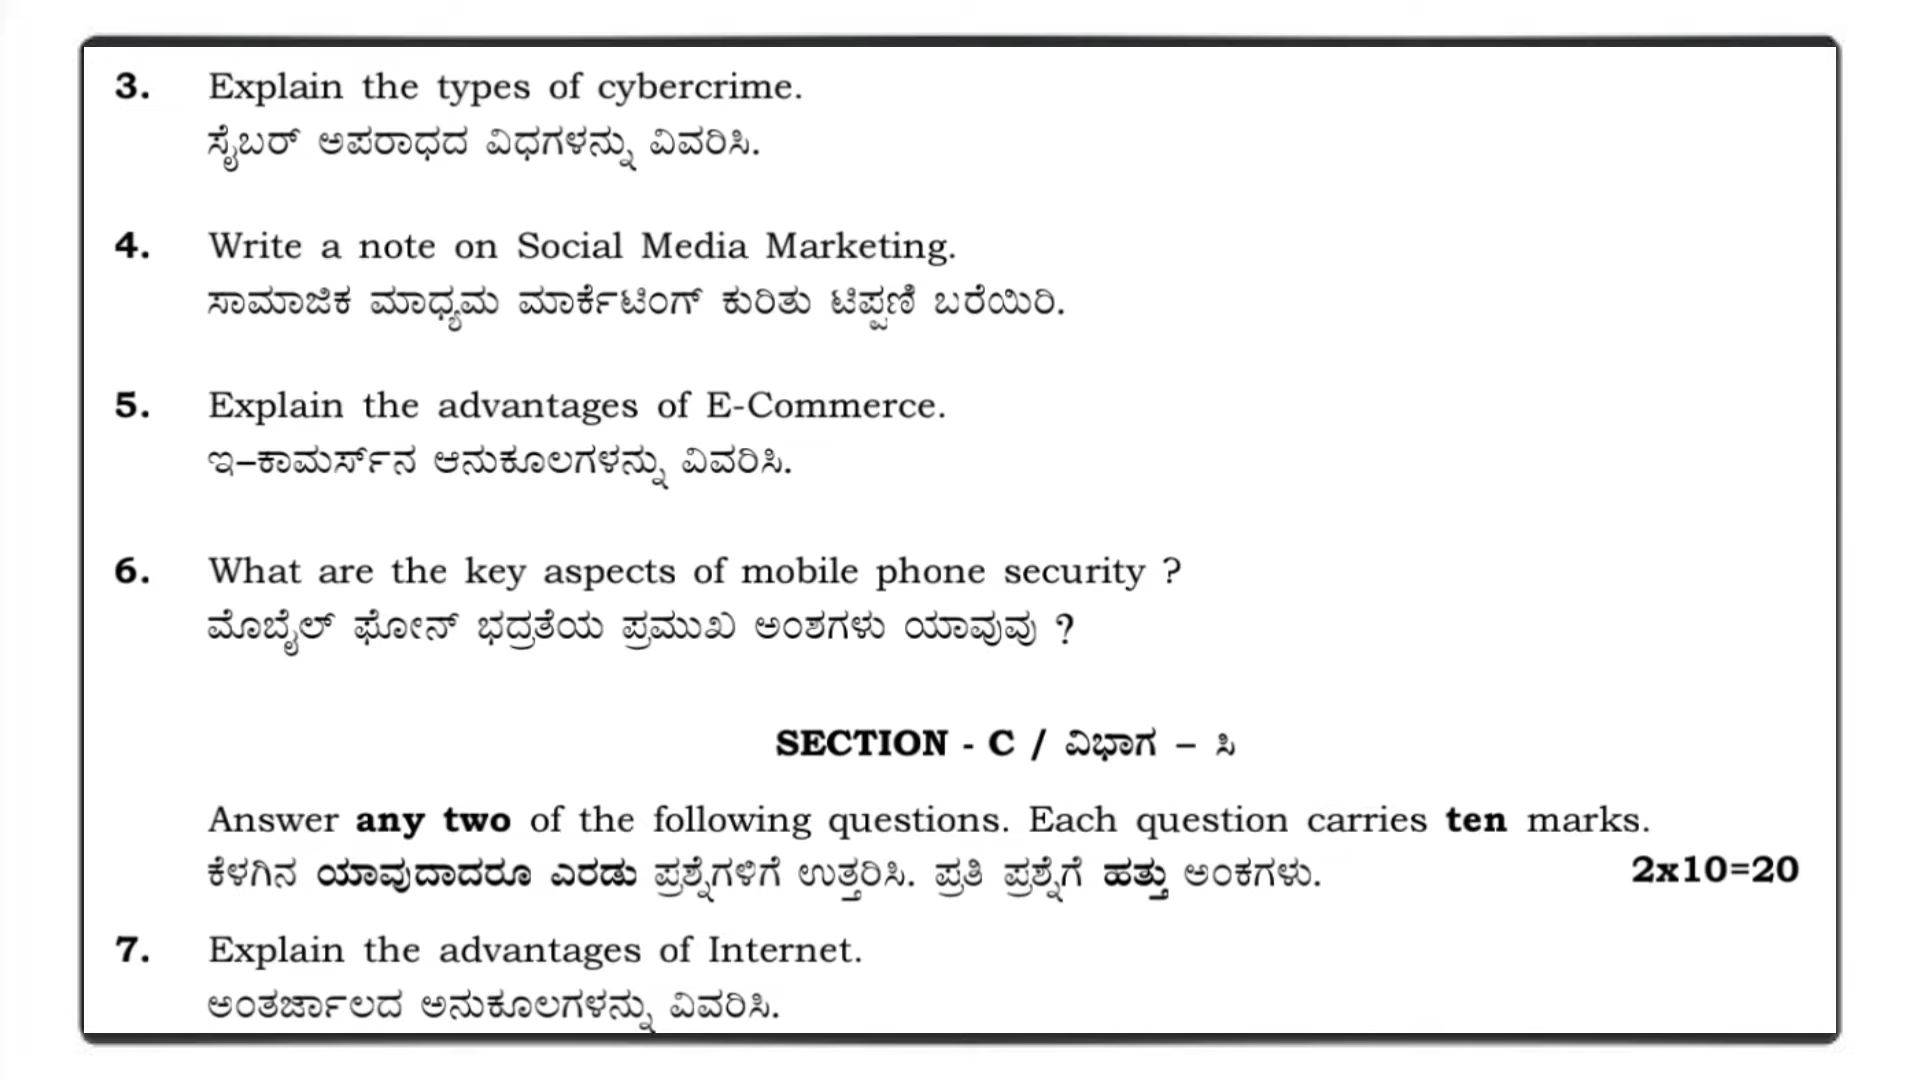 3. Explain the types of cybercrime.
ಸೈಬರ್ ಅಪರಾಧದ ವಿಧಗಳನ್ನು ವಿವರಿಸಿ.
4. Write a note on Social Media Marketing.
ಸಾಮಾಜಿಕ ಮಾಧ್ಯಮ ಮಾರ್ಕೆಟಿಂಗ್ ಕುರಿತು ಟಿಪ್ಪಣಿ ಬರೆಯಿರಿ.
5. Explain the advantages of E-Commerce.
ಇ–ಕಾಮರ್ಸ್‌ನ ಆನುಕೂಲಗಳನ್ನು ವಿವರಿಸಿ.
6. What are the key aspects of mobile phone security ?
ಮೊಬೈಲ್ ಫೋನ್ ಭದ್ರತೆಯ ಪ್ರಮುಖ ಅಂಶಗಳು ಯಾವುವು ?
SECTION - C / ವಿಭಾಗ – ಸಿ
Answer any two of the following questions. Each question carries ten marks.
ಕೆಳಗಿನ ಯಾವುದಾದರೂ ಎರಡು ಪ್ರಶ್ನೆಗಳಿಗೆ ಉತ್ತರಿಸಿ. ಪ್ರತಿ ಪ್ರಶ್ನೆಗೆ ಹತ್ತು ಅಂಕಗಳು. 2x10=20
7. Explain the advantages of Internet.
ಅಂತರ್ಜಾಲದ ಅನುಕೂಲಗಳನ್ನು ವಿವರಿಸಿ.